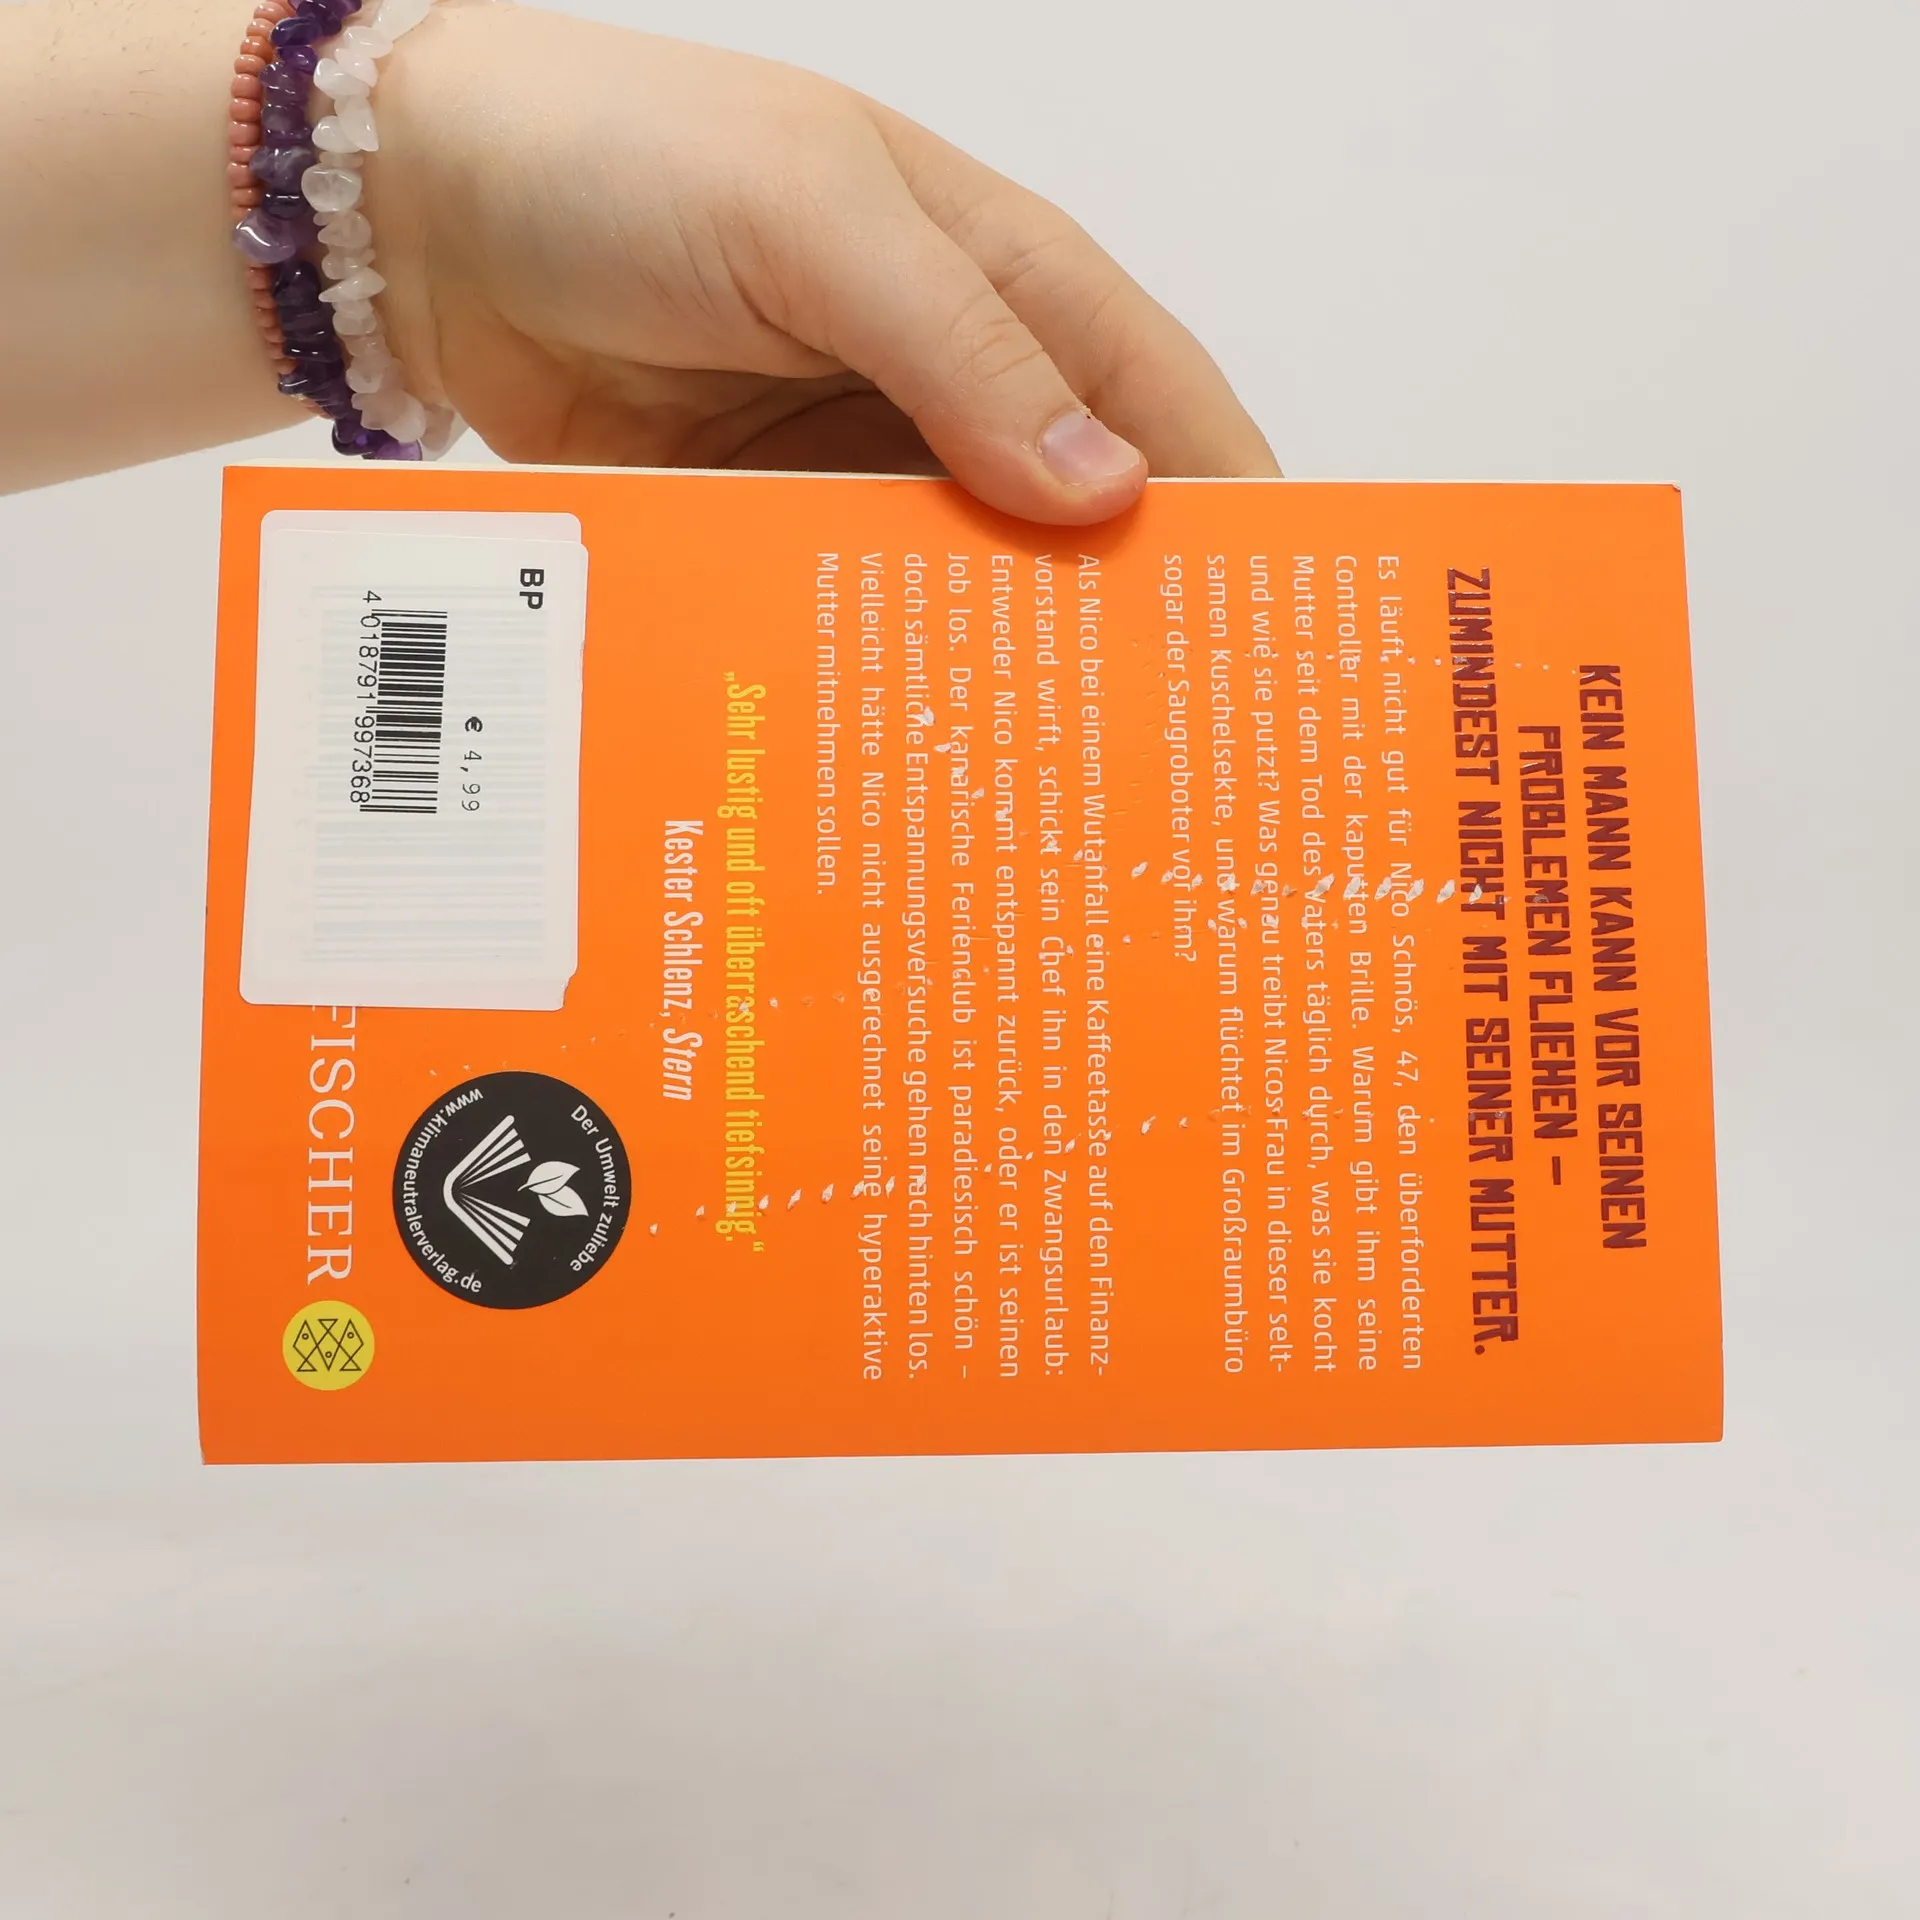 KEIN MANN KANN VOR SEINEN
PROBLEMEN FLIEHEN –
ZUMINDEST NICHT MIT SEINER MUTTER.
Es läuft nicht gut für Nico Schnös, 47, den überforderten
Controller mit der kaputten Brille. Warum gibt ihm seine
Mutter seit dem Tod des Vaters täglich durch, was sie kocht
und wie sie putzt? Was genau treibt Nicos Frau in dieser selt-
samen Kuschelsekte, und warum flüchtet im Großraumbüro
sogar der Saugroboter vor ihm?
Als Nico bei einem Wutanfall eine Kaffeetasse auf den Finanz-
vorstand wirft, schickt sein Chef ihn in den Zwangsurlaub:
Entweder Nico kommt entspannt zurück, oder er ist seinen
Job los. Der kanarische Ferienclub ist paradiesisch schön –
doch sämtliche Entspannungsversuche gehen nach hinten los.
Vielleicht hätte Nico nicht ausgerechnet seine hyperaktive
Mutter mitnehmen sollen.
„Sehr lustig und oft überraschend tiefsinnig.“
Kester Schlenz, Stern
BP
€ 4,99
4 018791 997368
Der Umwelt zuliebe
www.klimaneutralerverlag.de
FISCHER